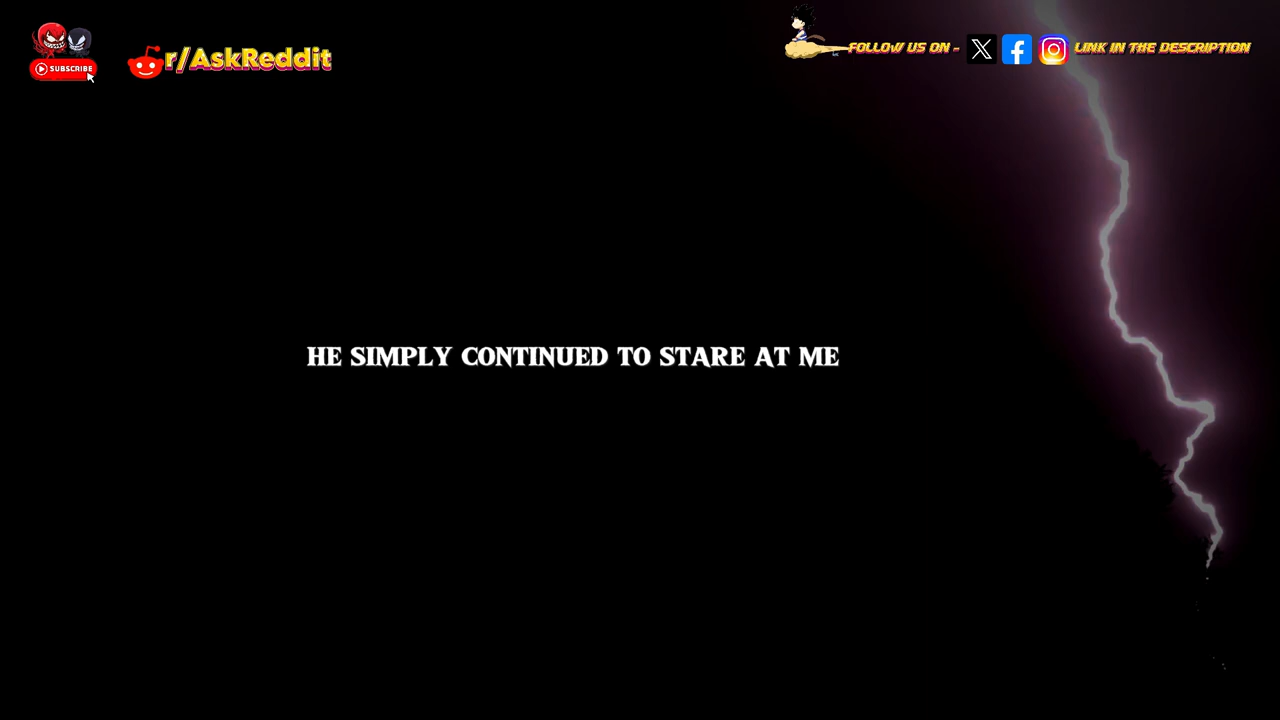 SUBSCRIBE
r/AskReddit
FOLLOW US ON -
LINK IN THE DESCRIPTION
HE SIMPLY CONTINUED TO STARE AT ME